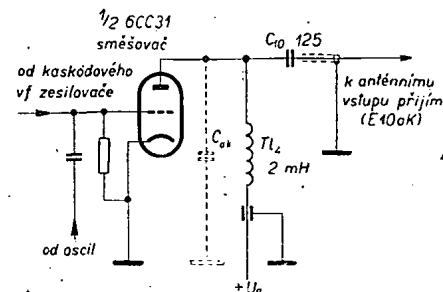 1/2 6CC31
směšovač
C10 125
od kaskódového
vf zesilovače
k anténnímu
vstupu přijím.
(E10aK)
Cak
Tl4
2 mH
od oscil
+Ua